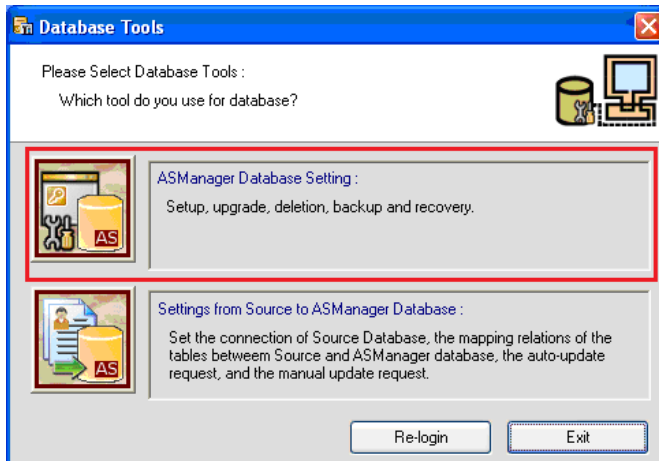 Database Tools
Please Select Database Tools :
Which tool do you use for database?
AS
ASManager Database Setting :
Setup, upgrade, deletion, backup and recovery.
AS
Settings from Source to ASManager Database :
Set the connection of Source Database, the mapping relations of the
tables betweem Source and ASManager database, the auto-update
request, and the manual update request.
Re-login
Exit